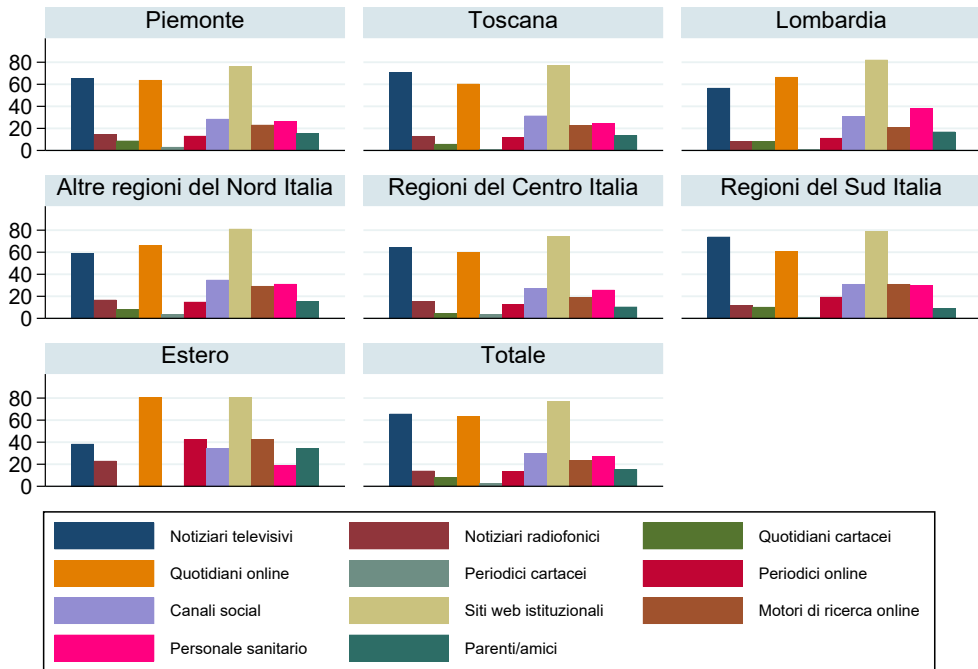 Piemonte
Toscana
Lombardia
80
60
40
20
0
Altre regioni del Nord Italia
Regioni del Centro Italia
Regioni del Sud Italia
80
60
40
20
0
Estero
Totale
80
60
40
20
0
Notiziari televisivi
Notiziari radiofonici
Quotidiani cartacei
Quotidiani online
Periodici cartacei
Periodici online
Canali social
Siti web istituzionali
Motori di ricerca online
Personale sanitario
Parenti/amici